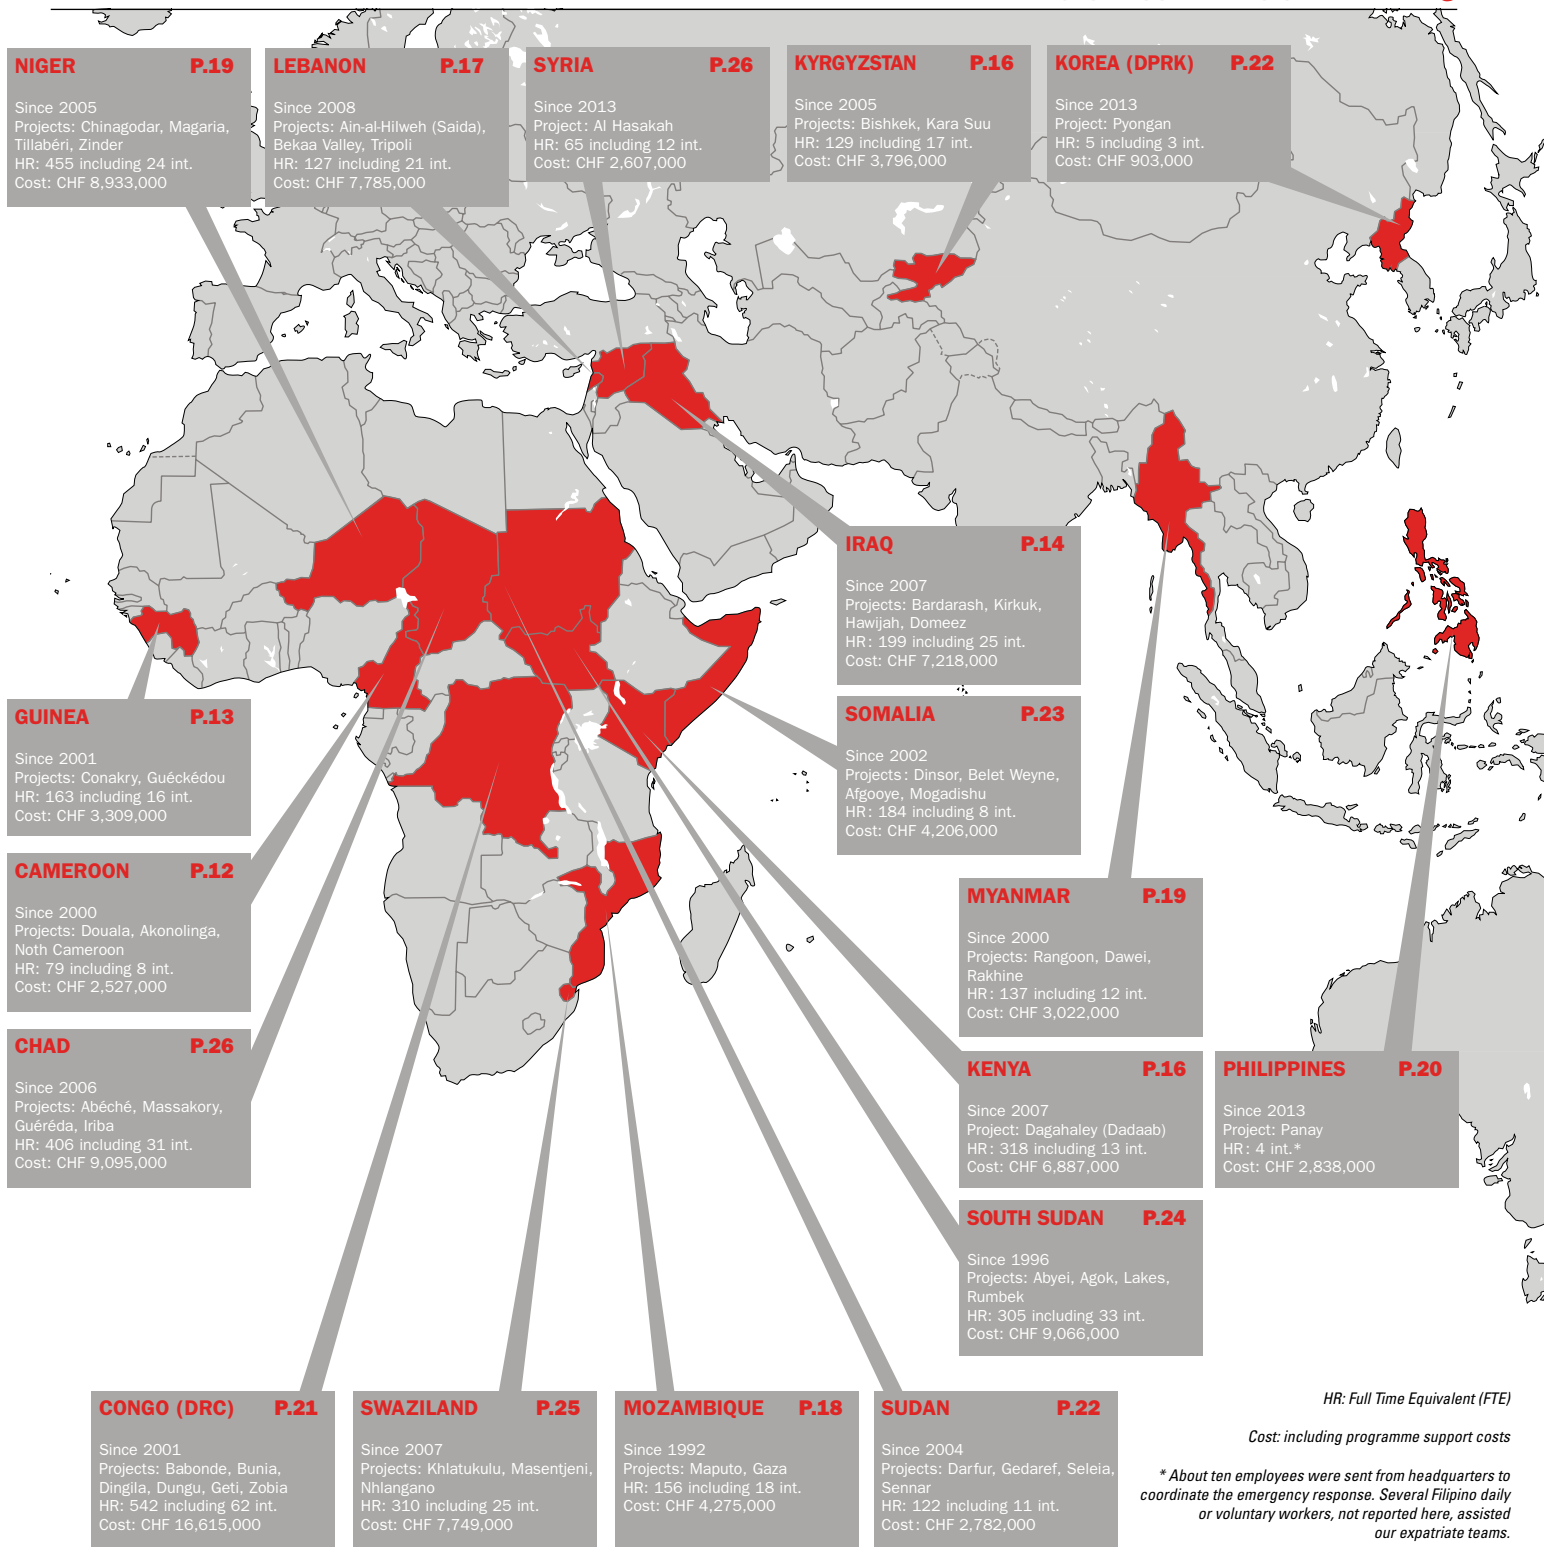 NIGER P.19
Since 2005
Projects: Chinagodar, Magaria,
Tillabéri, Zinder
HR: 455 including 24 int.
Cost: CHF 8,933,000
LEBANON P.17
Since 2008
Projects: Ain-al-Hilweh (Saida),
Bekaa Valley, Tripoli
HR: 127 including 21 int.
Cost: CHF 7,785,000
SYRIA P.26
Since 2013
Project: Al Hasakah
HR: 65 including 12 int.
Cost: CHF 2,607,000
KYRGYZSTAN P.16
Since 2005
Projects: Bishkek, Kara Suu
HR: 129 including 17 int.
Cost: CHF 3,796,000
KOREA (DPRK) P.22
Since 2013
Project: Pyongan
HR: 5 including 3 int.
Cost: CHF 903,000
IRAQ P.14
Since 2007
Projects: Bardarash, Kirkuk,
Hawijah, Domeez
HR: 199 including 25 int.
Cost: CHF 7,218,000
GUINEA P.13
Since 2001
Projects: Conakry, Guéckédou
HR: 163 including 16 int.
Cost: CHF 3,309,000
SOMALIA P.23
Since 2002
Projects: Dinsor, Belet Weyne,
Afgooye, Mogadishu
HR: 184 including 8 int.
Cost: CHF 4,206,000
CAMEROON P.12
Since 2000
Projects: Douala, Akonolinga,
Noth Cameroon
HR: 79 including 8 int.
Cost: CHF 2,527,000
MYANMAR P.19
Since 2000
Projects: Rangoon, Dawei,
Rakhine
HR: 137 including 12 int.
Cost: CHF 3,022,000
CHAD P.26
Since 2006
Projects: Abéché, Massakory,
Guéréda, Iriba
HR: 406 including 31 int.
Cost: CHF 9,095,000
KENYA P.16
Since 2007
Project: Dagahaley (Dadaab)
HR: 318 including 13 int.
Cost: CHF 6,887,000
PHILIPPINES P.20
Since 2013
Project: Panay
HR: 4 int.*
Cost: CHF 2,838,000
SOUTH SUDAN P.24
Since 1996
Projects: Abyei, Agok, Lakes,
Rumbek
HR: 305 including 33 int.
Cost: CHF 9,066,000
CONGO (DRC) P.21
Since 2001
Projects: Babonde, Bunia,
Dingila, Dungu, Geti, Zobia
HR: 542 including 62 int.
Cost: CHF 16,615,000
SWAZILAND P.25
Since 2007
Projects: Khlatukulu, Masentjeni,
Nhlangano
HR: 310 including 25 int.
Cost: CHF 7,749,000
MOZAMBIQUE P.18
Since 1992
Projects: Maputo, Gaza
HR: 156 including 18 int.
Cost: CHF 4,275,000
SUDAN P.22
Since 2004
Projects: Darfur, Gedaref, Seleia,
Sennar
HR: 122 including 11 int.
Cost: CHF 2,782,000
HR: Full Time Equivalent (FTE)
Cost: including programme support costs
* About ten employees were sent from headquarters to
coordinate the emergency response. Several Filipino daily
or voluntary workers, not reported here, assisted
our expatriate teams.